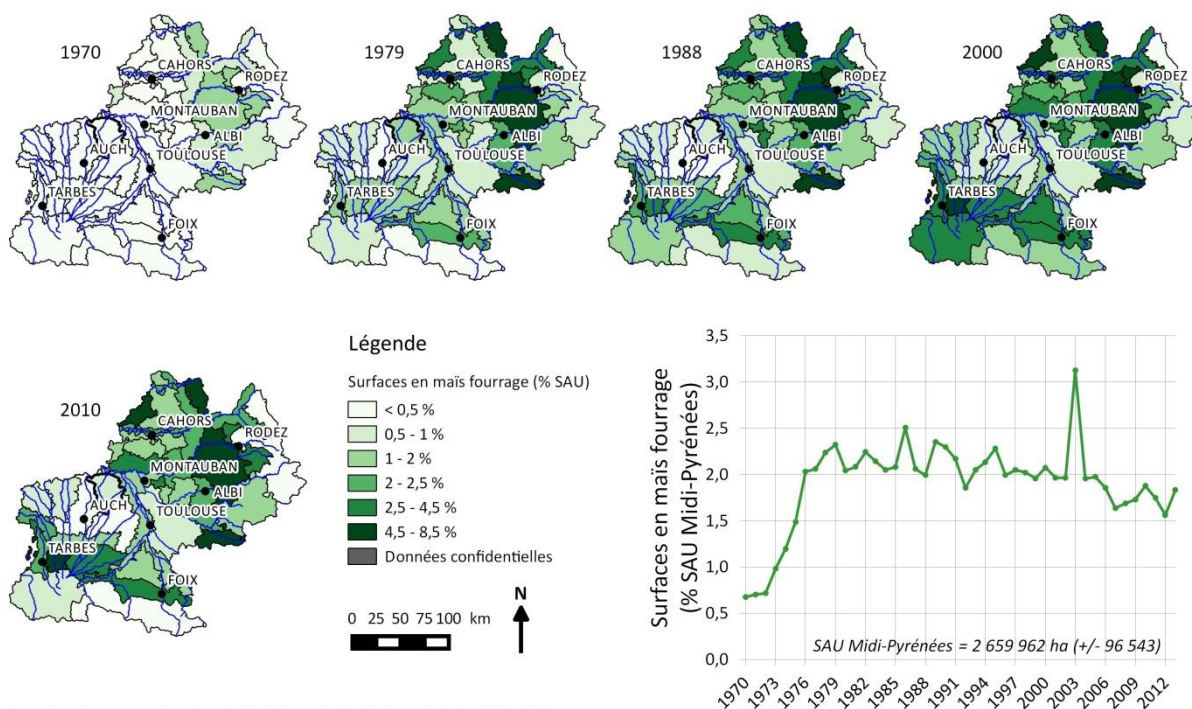 1970
CAHORS
RODEZ
MONTAUBAN
ALBI
AUCH
TOULOUSE
TARBES
FOIX
1979
CAHORS
RODEZ
MONTAUBAN
ALBI
AUCH
TOULOUSE
TARBES
FOIX
1988
CAHORS
RODEZ
MONTAUBAN
ALBI
AUCH
TOULOUSE
TARBES
FOIX
2000
CAHORS
RODEZ
MONTAUBAN
ALBI
AUCH
TOULOUSE
TARBES
FOIX
2010
CAHORS
RODEZ
MONTAUBAN
ALBI
AUCH
TOULOUSE
TARBES
FOIX
Légende
Surfaces en maïs fourrage (% SAU)
< 0,5 %
0,5 - 1 %
1 - 2 %
2 - 2,5 %
2,5 - 4,5 %
4,5 - 8,5 %
Données confidentielles
0 25 50 75 100 km
N
Surfaces en maïs fourrage
(% SAU Midi-Pyrénées)
3,5
3,0
2,5
2,0
1,5
1,0
0,5
0,0
SAU Midi-Pyrénées = 2 659 962 ha (+/- 96 543)
1970
1973
1976
1979
1982
1985
1988
1991
1994
1997
2000
2003
2006
2009
2012